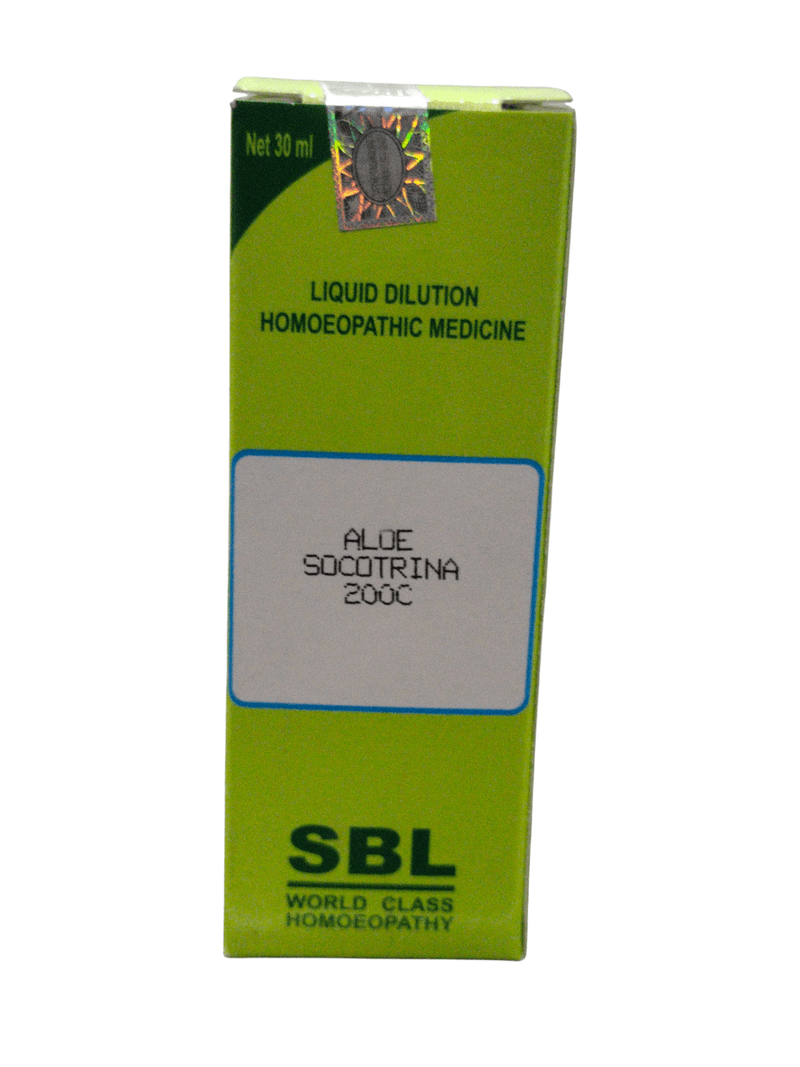 Net 30 ml
LIQUID DILUTION
HOMOEOPATHIC MEDICINE
ALOE
SOCOTRINA
200C
SBL
WORLD CLASS
HOMOEOPATHY